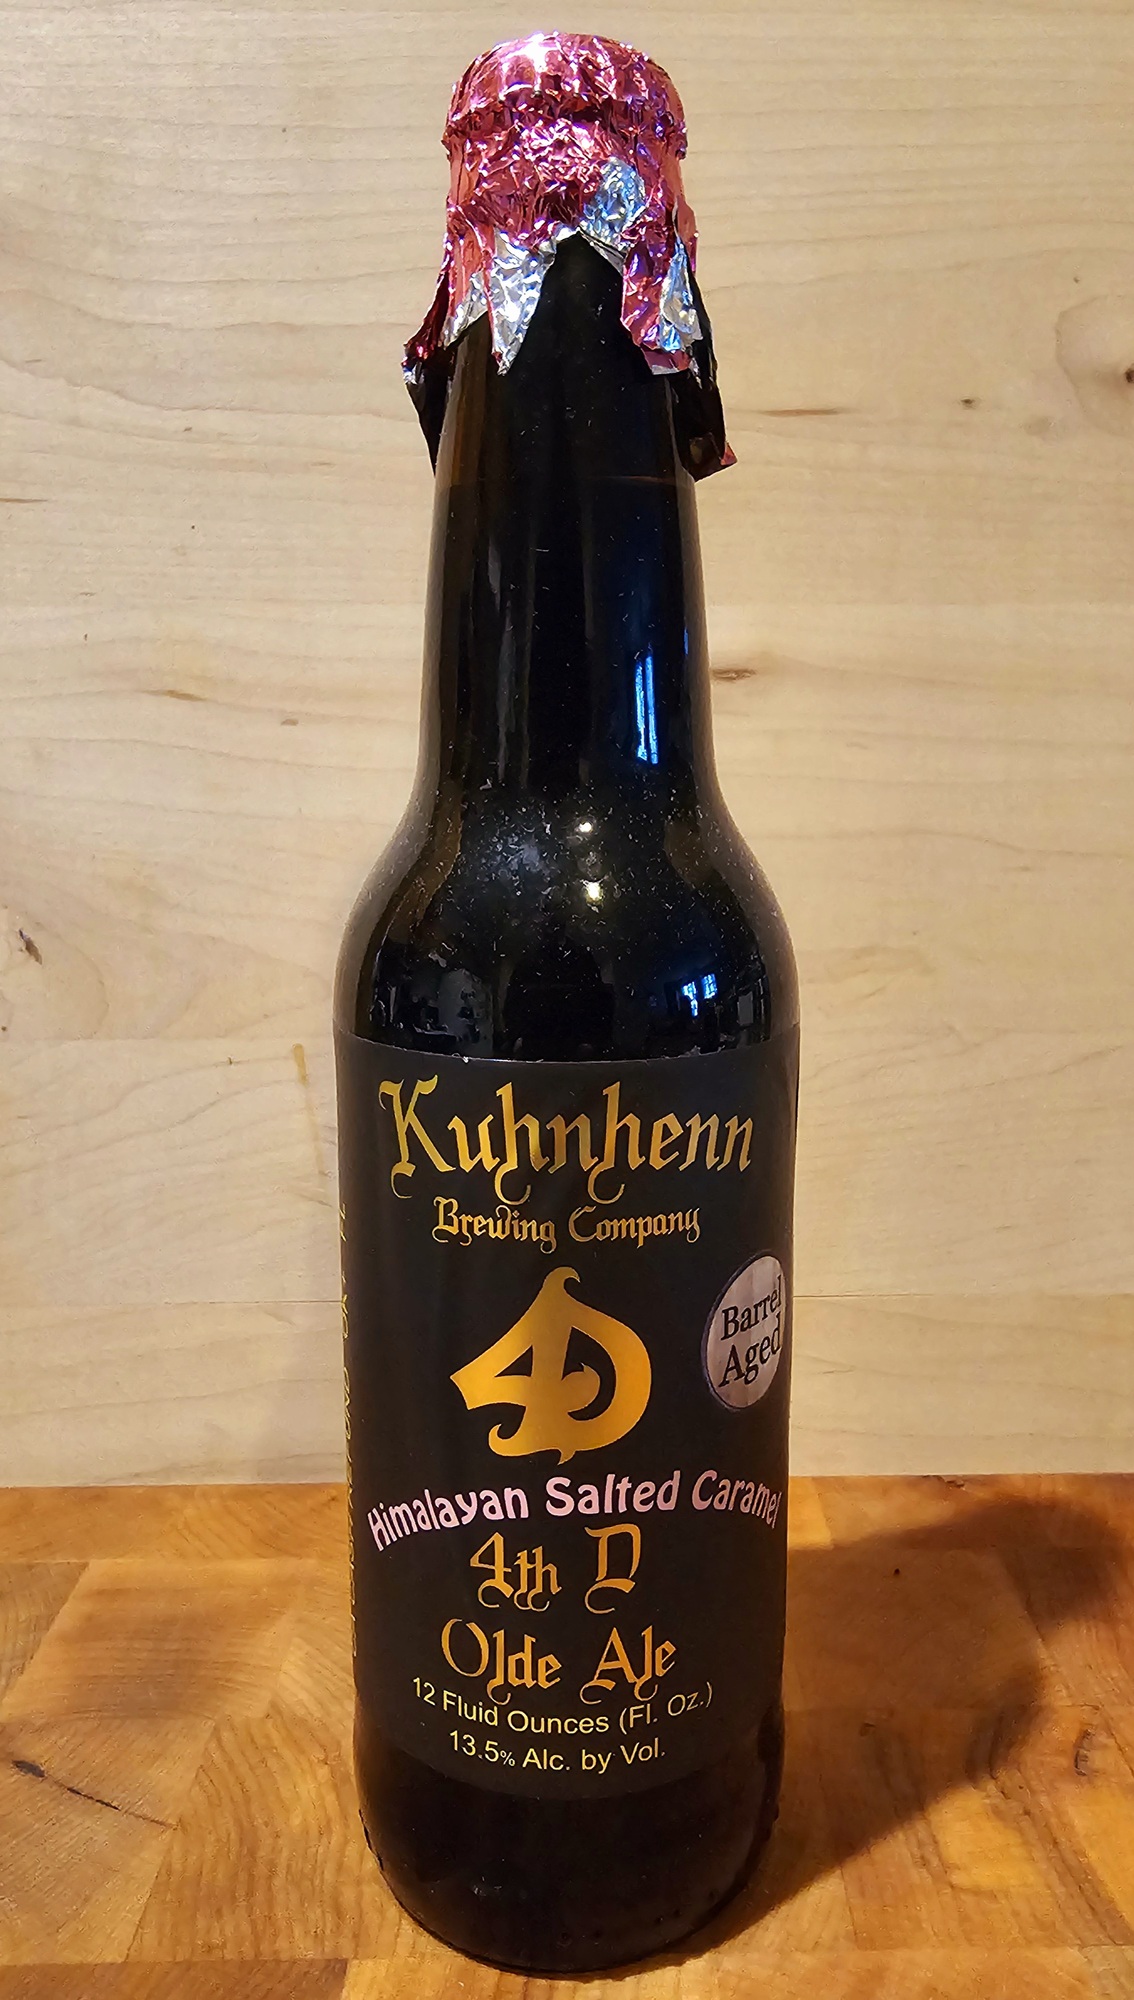 Kuhnhenn
Brewing Company
4D
Barrel
Aged
Himalayan Salted Caramel
4th D
Olde Ale
12 Fluid Ounces (Fl. Oz.)
13.5% Alc. by Vol.